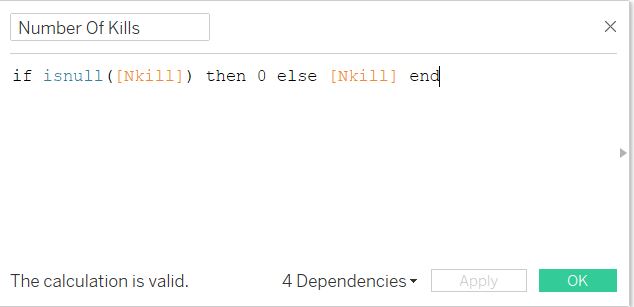 Number Of Kills
if isnull([Nkill]) then 0 else [Nkill] end
The calculation is valid. 4 Dependencies Apply OK